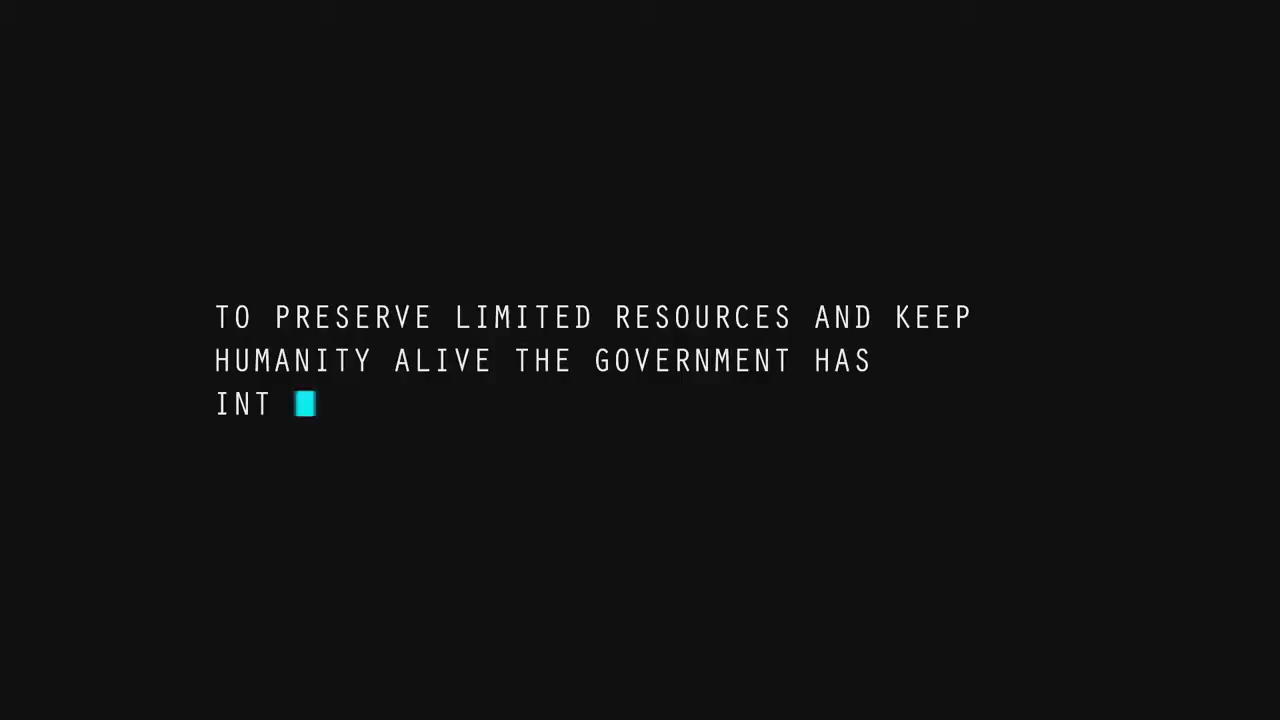 TO PRESERVE LIMITED RESOURCES AND KEEP
HUMANITY ALIVE THE GOVERNMENT HAS
INT